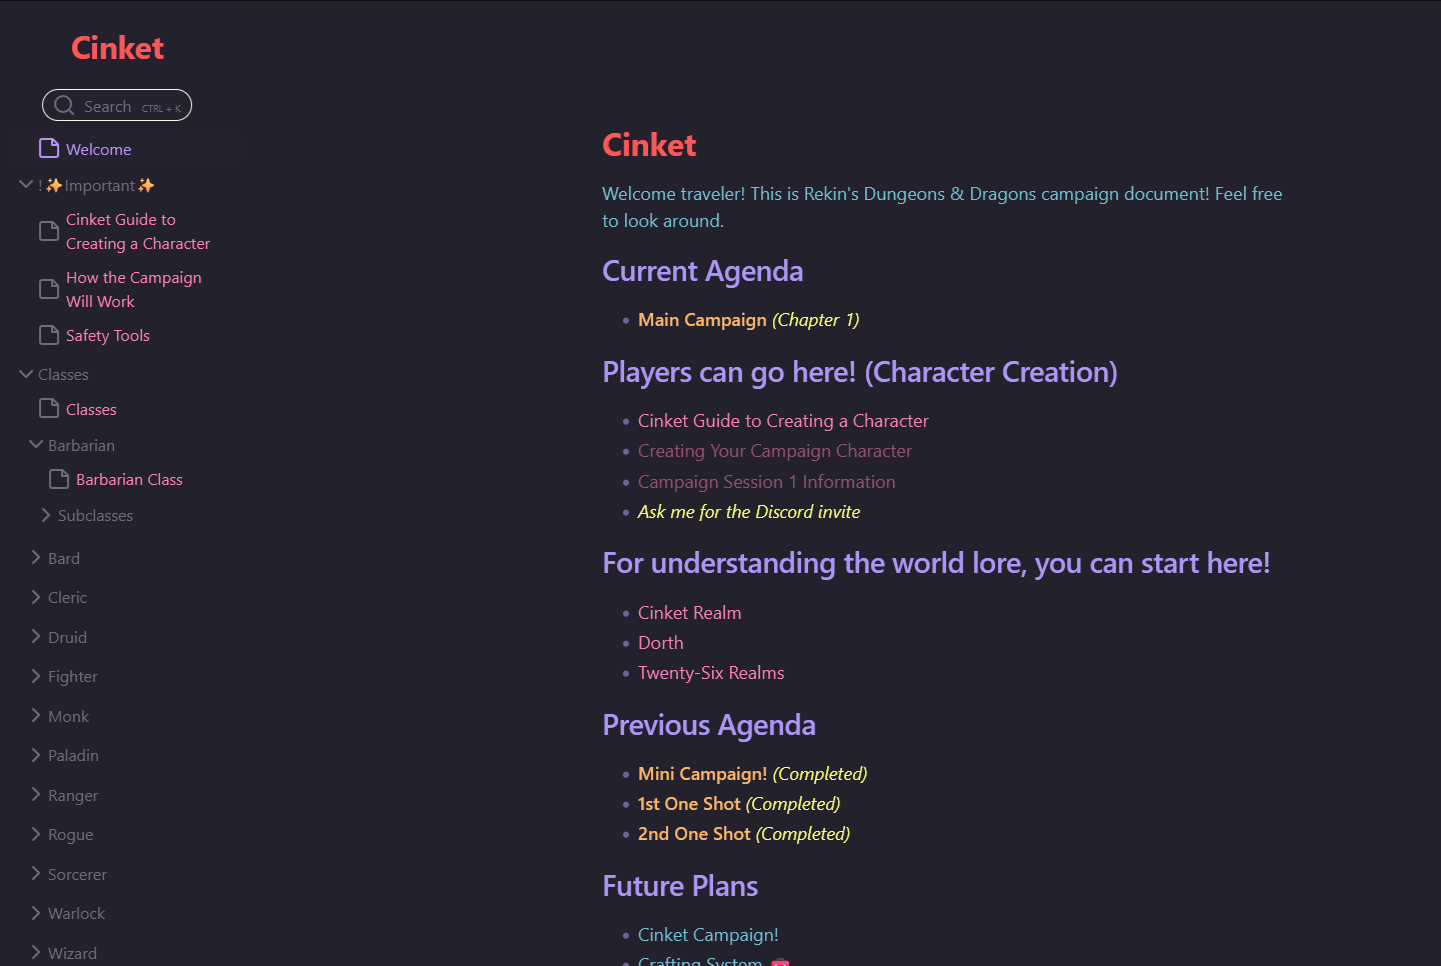 Cinket
Search CTRL + K
Welcome
! ✨Important✨
Cinket Guide to
Creating a Character
How the Campaign
Will Work
Safety Tools
Classes
Classes
Barbarian
Barbarian Class
Subclasses
Bard
Cleric
Druid
Fighter
Monk
Paladin
Ranger
Rogue
Sorcerer
Warlock
Wizard
Cinket
Welcome traveler! This is Rekin's Dungeons & Dragons campaign document! Feel free
to look around.
Current Agenda
Main Campaign (Chapter 1)
Players can go here! (Character Creation)
Cinket Guide to Creating a Character
Creating Your Campaign Character
Campaign Session 1 Information
Ask me for the Discord invite
For understanding the world lore, you can start here!
Cinket Realm
Dorth
Twenty-Six Realms
Previous Agenda
Mini Campaign! (Completed)
1st One Shot (Completed)
2nd One Shot (Completed)
Future Plans
Cinket Campaign!
Crafting System